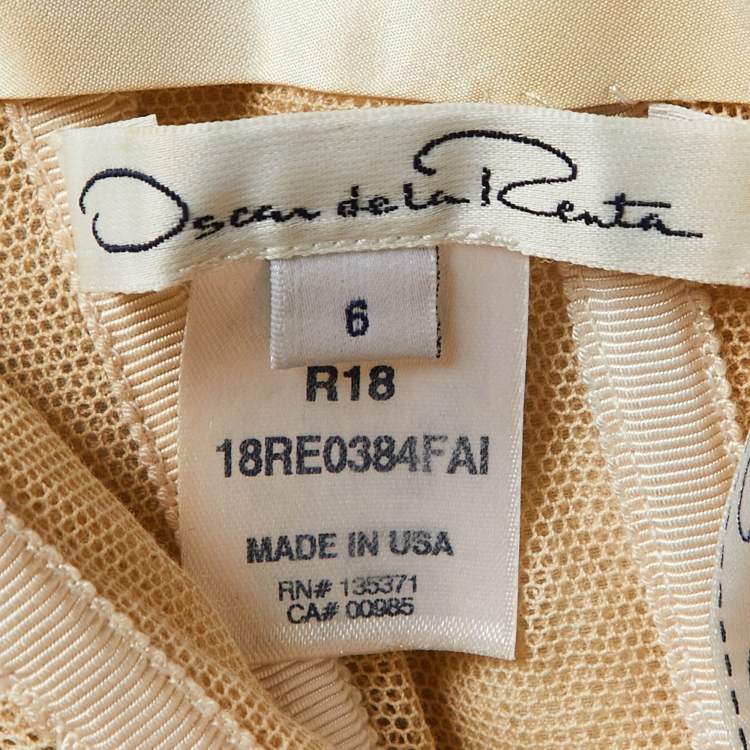 Oscar de la Renta
6
R18
18RE0384FAI
MADE IN USA
RN# 135371
CA# 00985